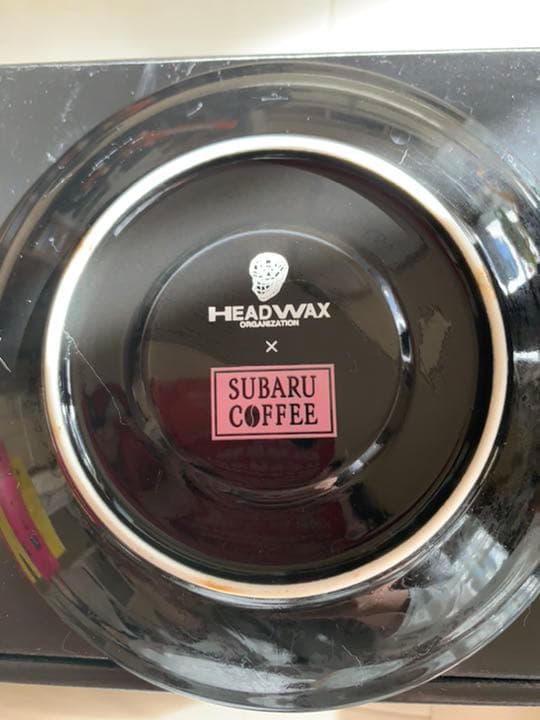 HEADWAX
ORGANIZATION
×
SUBARU
COFFEE